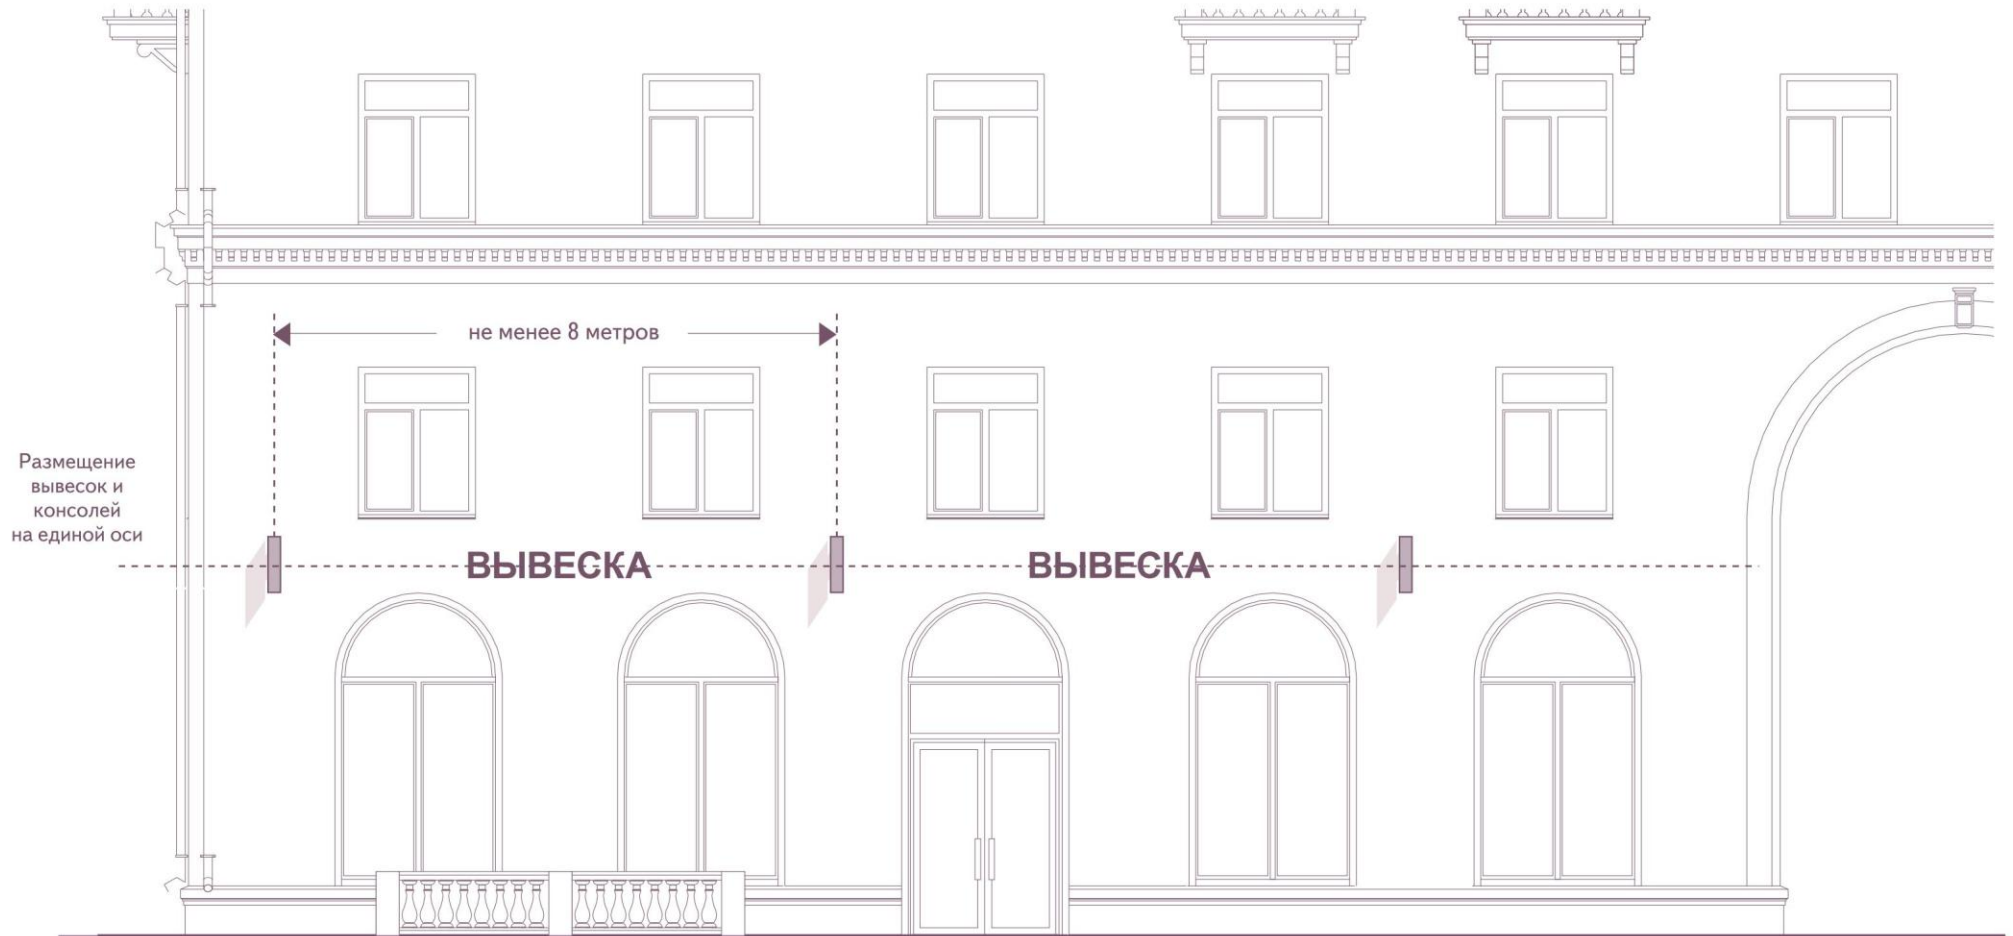 не менее 8 метров
Размещение
вывесок и
консолей
на единой оси
ВЫВЕСКА
ВЫВЕСКА